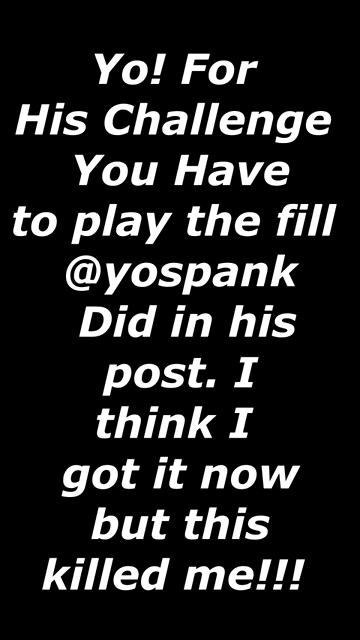 Yo! For
His Challenge
You Have
to play the fill
@yospank
Did in his
post. I
think I
got it now
but this
killed me!!!